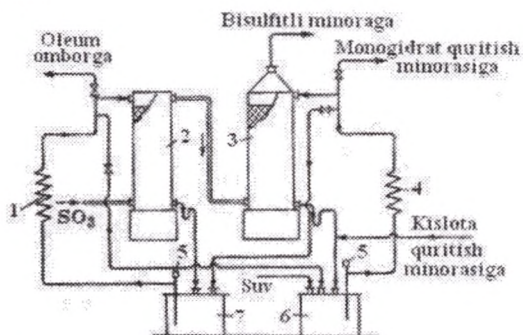 Bisulfitli minoraga
Oleum
omborga
Monogidrat quritish
minorasiga
2
3
1
SO3
4
Kislota
quritish
minorasiga
5
5
Suv
7
6